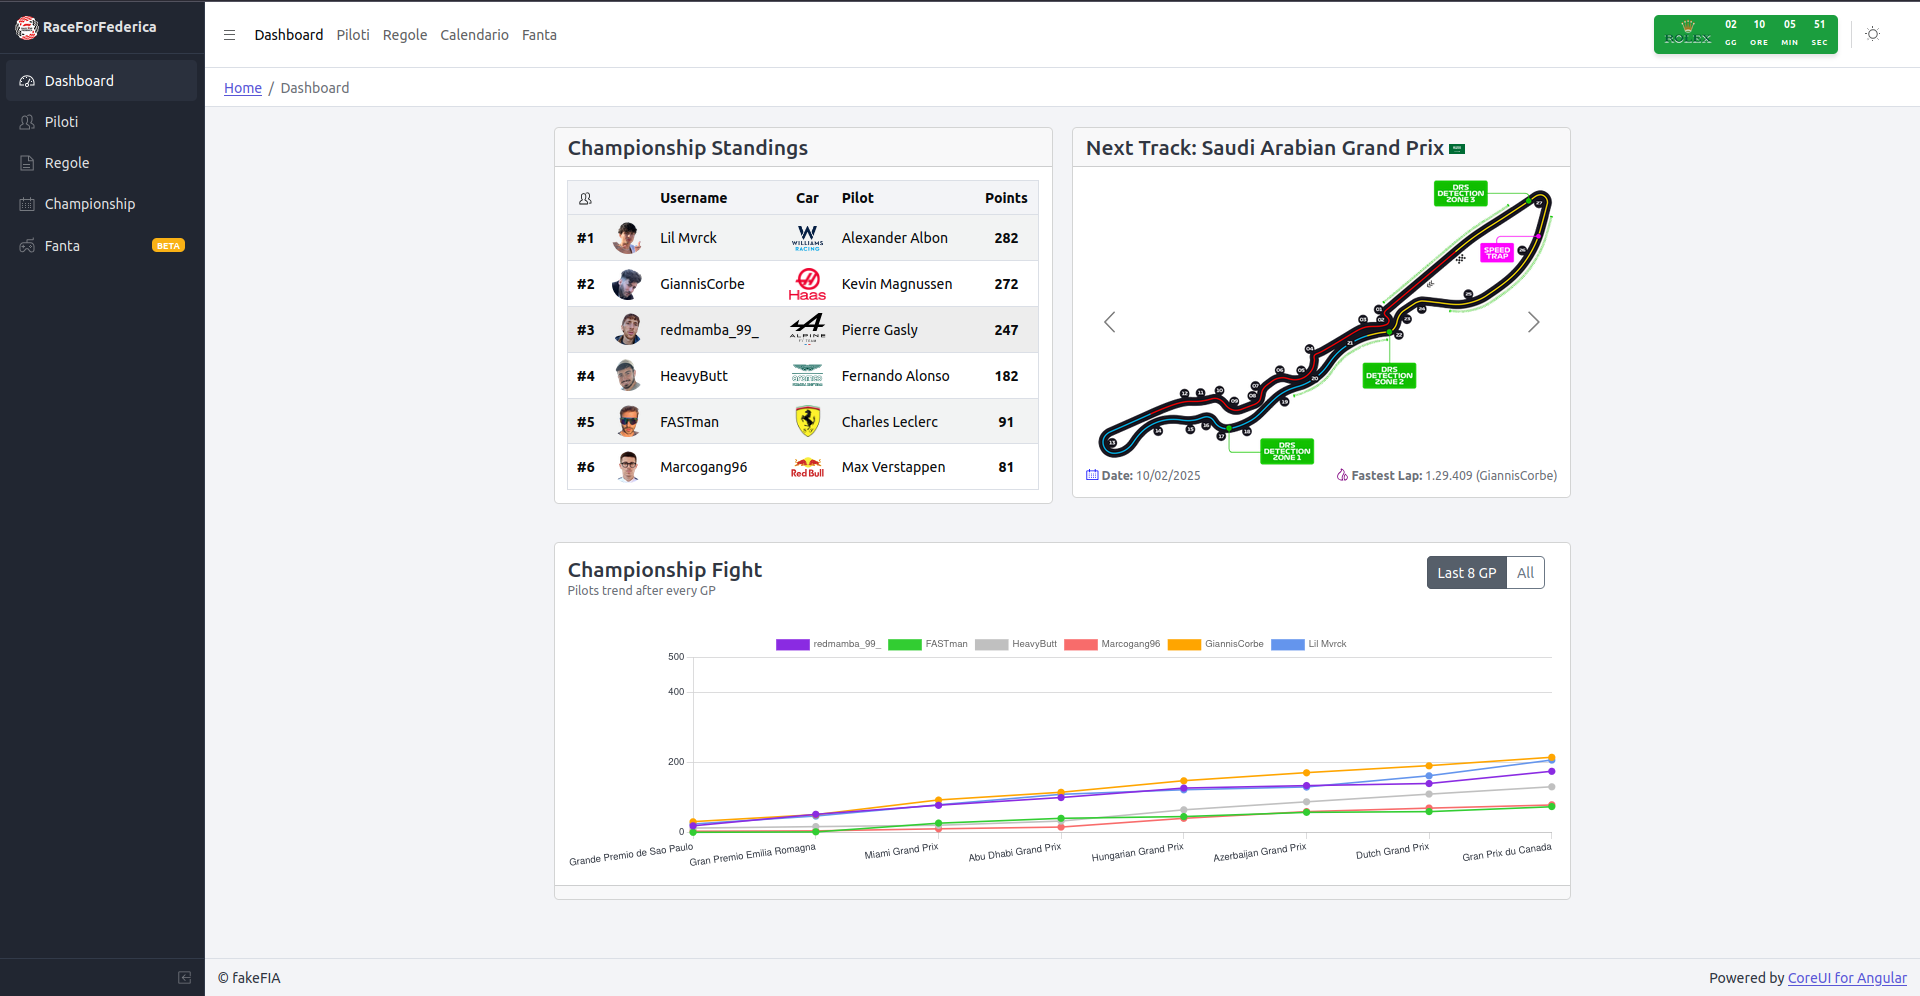 RaceForFederica
Dashboard
Piloti
Regole
Championship
Fanta BETA
Dashboard Piloti Regole Calendario Fanta
ROLEX
02 10 05 51
GG ORE MIN SEC
Home / Dashboard
Championship Standings
Username Car Pilot Points
#1 Lil Mvrck WILLIAMS RACING Alexander Albon 282
#2 GiannisCorbe Haas Kevin Magnussen 272
#3 redmamba_99_ ALPINE Pierre Gasly 247
#4 HeavyButt aramco Fernando Alonso 182
#5 FASTman Charles Leclerc 91
#6 Marcogang96 Red Bull Max Verstappen 81
Next Track: Saudi Arabian Grand Prix
DRS
DETECTION
ZONE 3
SPEED
TRAP
DRS
DETECTION
ZONE 2
DRS
DETECTION
ZONE 1
Date: 10/02/2025
Fastest Lap: 1.29.409 (GiannisCorbe)
Championship Fight
Pilots trend after every GP
Last 8 GP All
redmamba_99_ FASTman HeavyButt Marcogang96 GiannisCorbe Lil Mvrck
500
400
200
0
Grande Premio de Sao Paulo
Gran Premio Emilia Romagna
Miami Grand Prix
Abu Dhabi Grand Prix
Hungarian Grand Prix
Azerbaijan Grand Prix
Dutch Grand Prix
Gran Prix du Canada
© fakeFIA
Powered by CoreUI for Angular